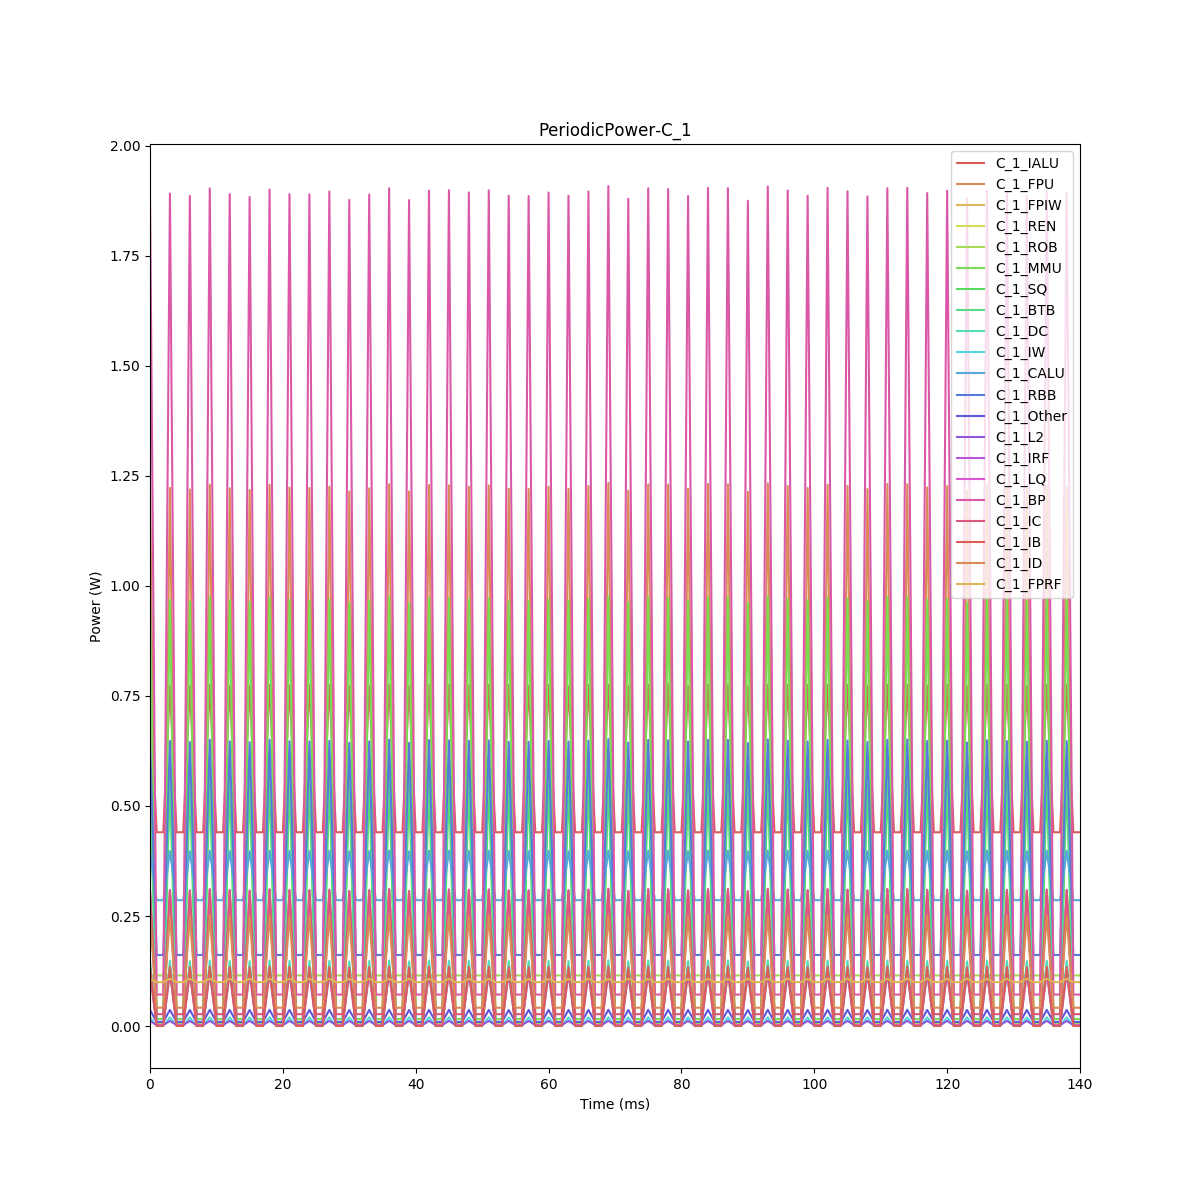 PeriodicPower-C_1
2.00
1.75
1.50
1.25
1.00
0.75
0.50
0.25
0.00
Power (W)
0
20
40
60
80
100
120
140
Time (ms)
C_1_IALU
C_1_FPU
C_1_FPIW
C_1_REN
C_1_ROB
C_1_MMU
C_1_SQ
C_1_BTB
C_1_DC
C_1_IW
C_1_CALU
C_1_RBB
C_1_Other
C_1_L2
C_1_IRF
C_1_LQ
C_1_BP
C_1_IC
C_1_IB
C_1_ID
C_1_FPRF